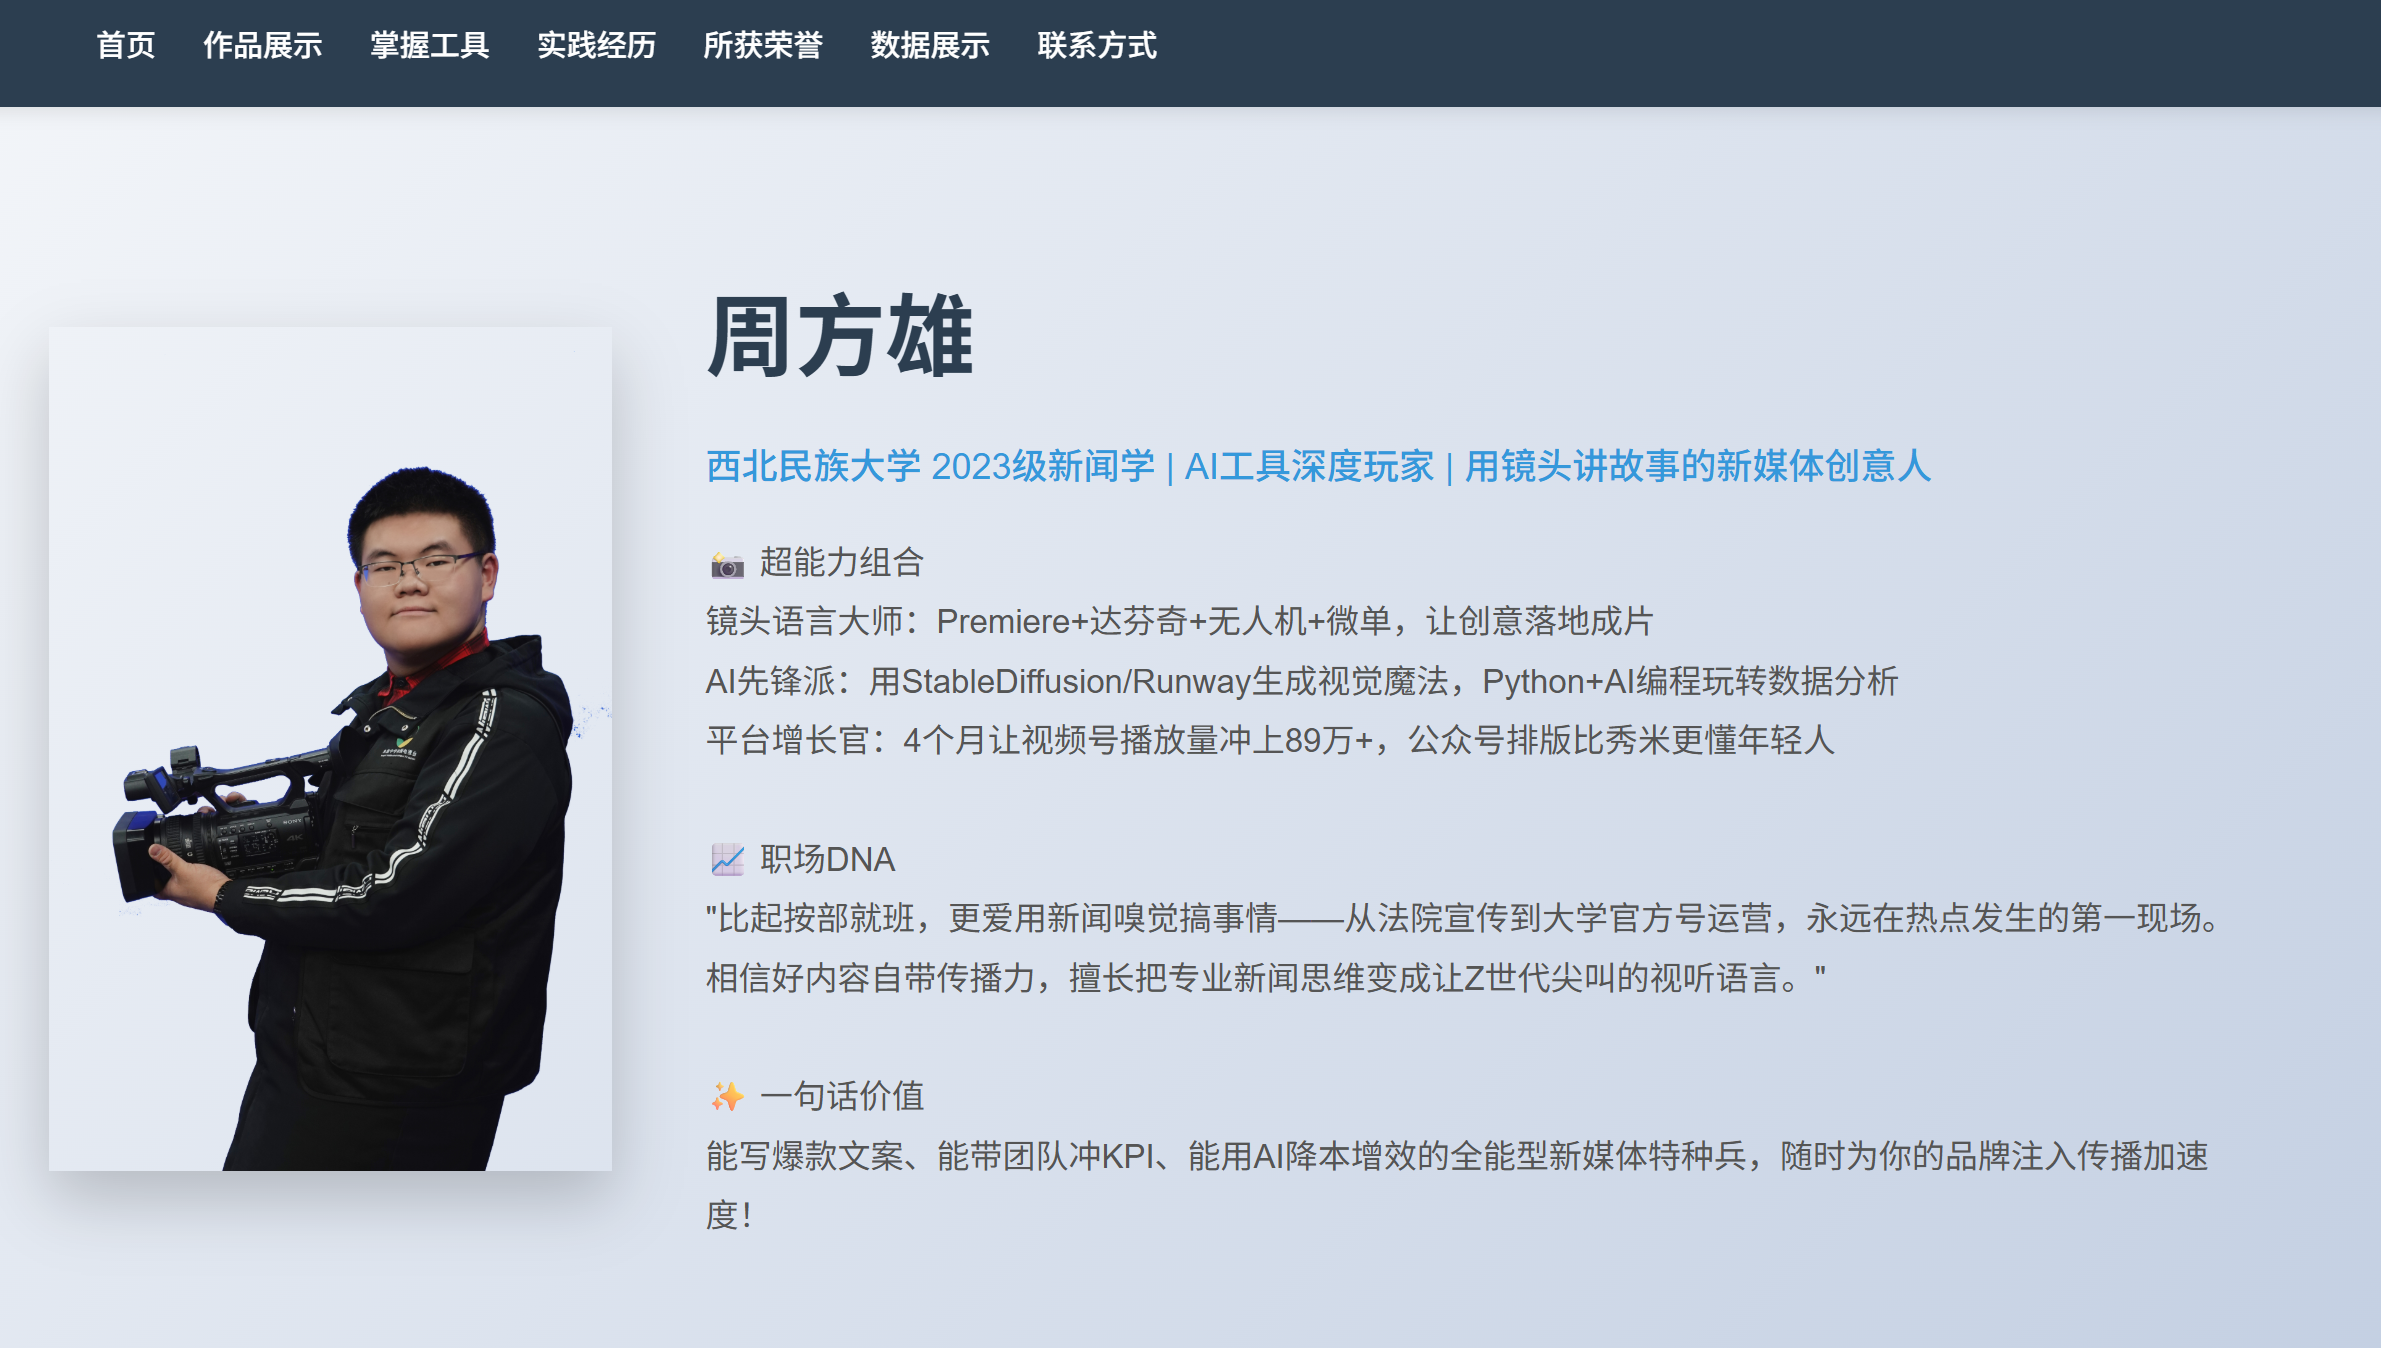 首页 作品展示 掌握工具 实践经历 所获荣誉 数据展示 联系方式
周方雄
西北民族大学 2023级新闻学 | AI工具深度玩家 | 用镜头讲故事的新媒体创意人
📸 超能力组合
镜头语言大师：Premiere+达芬奇+无人机+微单，让创意落地成片
AI先锋派：用StableDiffusion/Runway生成视觉魔法，Python+AI编程玩转数据分析
平台增长官：4个月让视频号播放量冲上89万+，公众号排版比秀米更懂年轻人
📈 职场DNA
"比起按部就班，更爱用新闻嗅觉搞事情——从法院宣传到大学官方号运营，永远在热点发生的第一现场。
相信好内容自带传播力，擅长把专业新闻思维变成让Z世代尖叫的视听语言。"
✨ 一句话价值
能写爆款文案、能带团队冲KPI、能用AI降本增效的全能型新媒体特种兵，随时为你的品牌注入传播加速
度！
SONY
4K